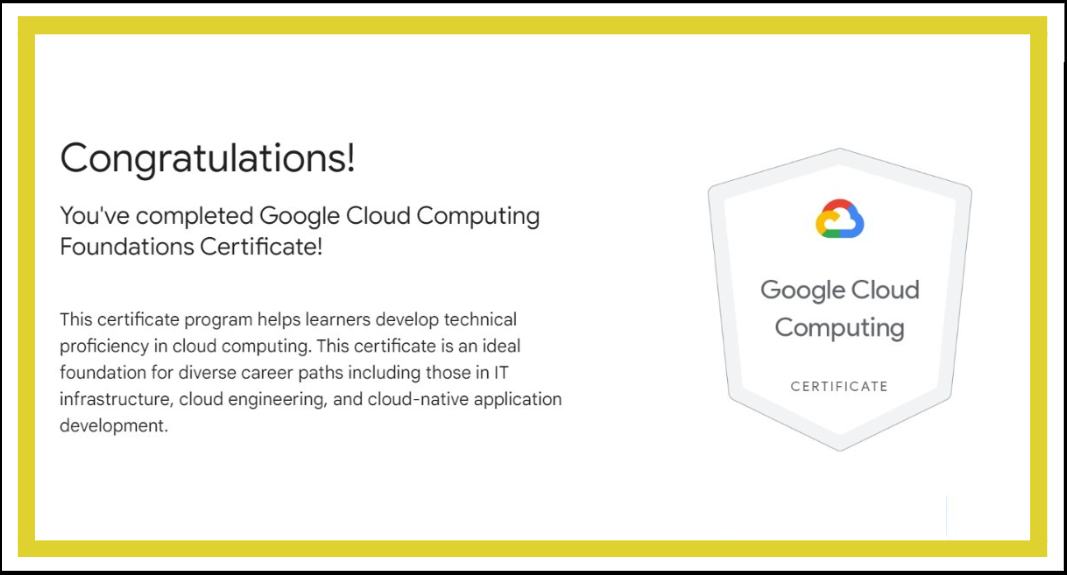 Congratulations!
You've completed Google Cloud Computing
Foundations Certificate!
This certificate program helps learners develop technical
proficiency in cloud computing. This certificate is an ideal
foundation for diverse career paths including those in IT
infrastructure, cloud engineering, and cloud-native application
development.
Google Cloud
Computing
CERTIFICATE